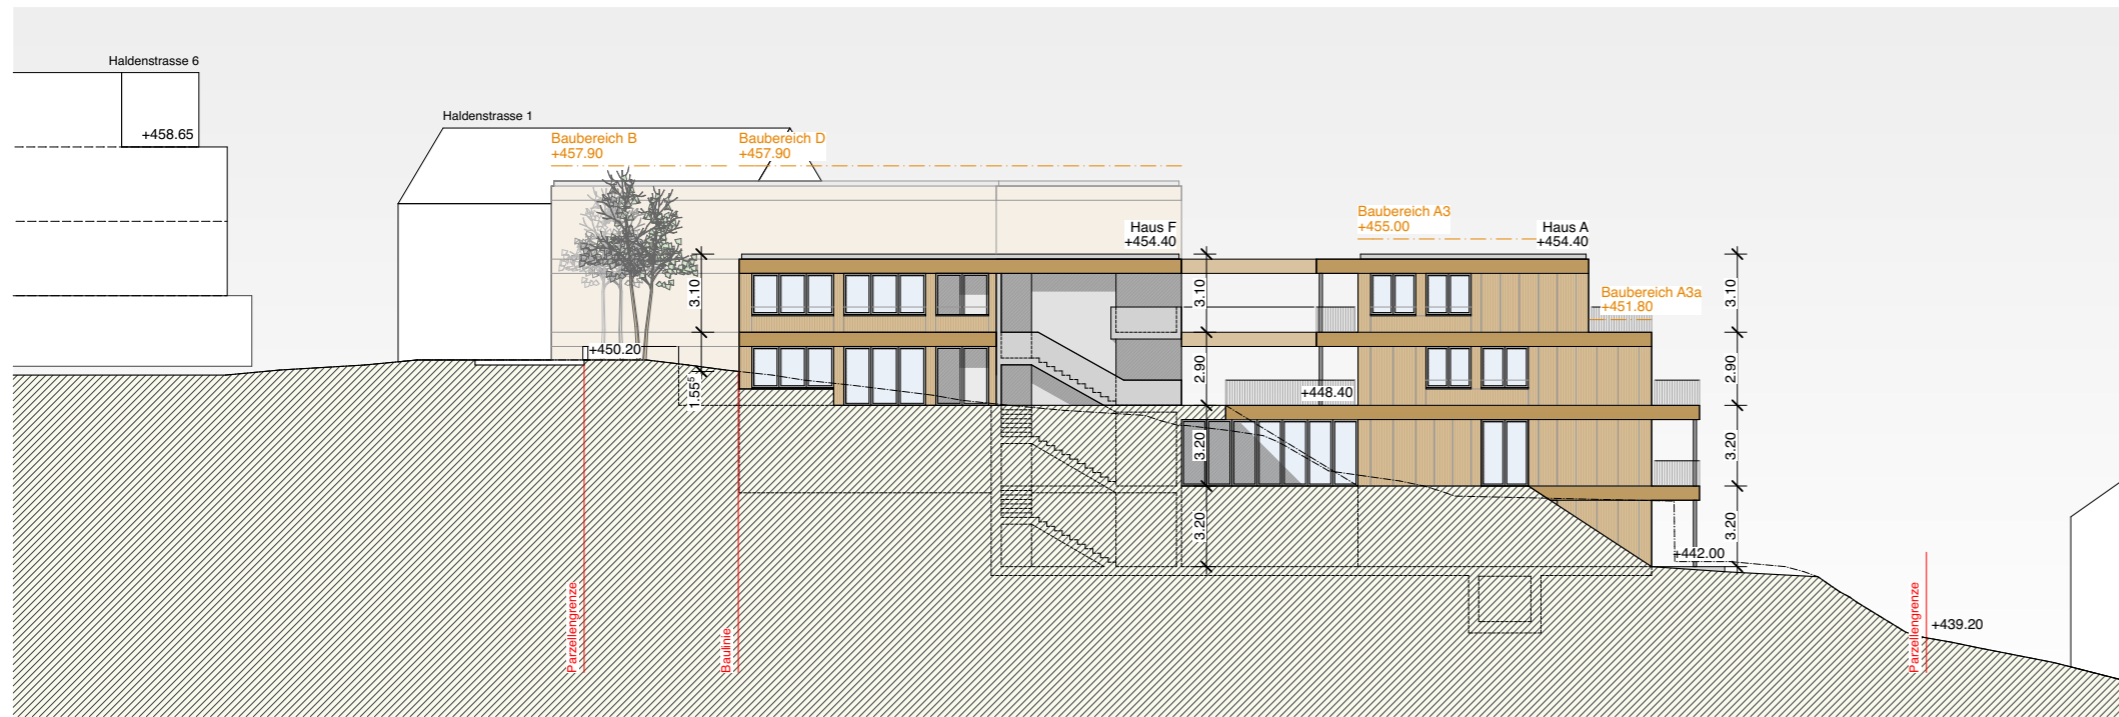 Haldenstrasse 6
+458.65
Haldenstrasse 1
Baubereich B
+457.90
Baubereich D
+457.90
Haus F
+454.40
Baubereich A3
+455.00
Haus A
+454.40
Baubereich A3a
+451.80
3.10
3.10
3.10
+450.20
1.55⁵
2.90
2.90
+448.40
3.20
3.20
3.20
3.20
+442.00
Parzellengrenze
Baulinie
Parzellengrenze
+439.20